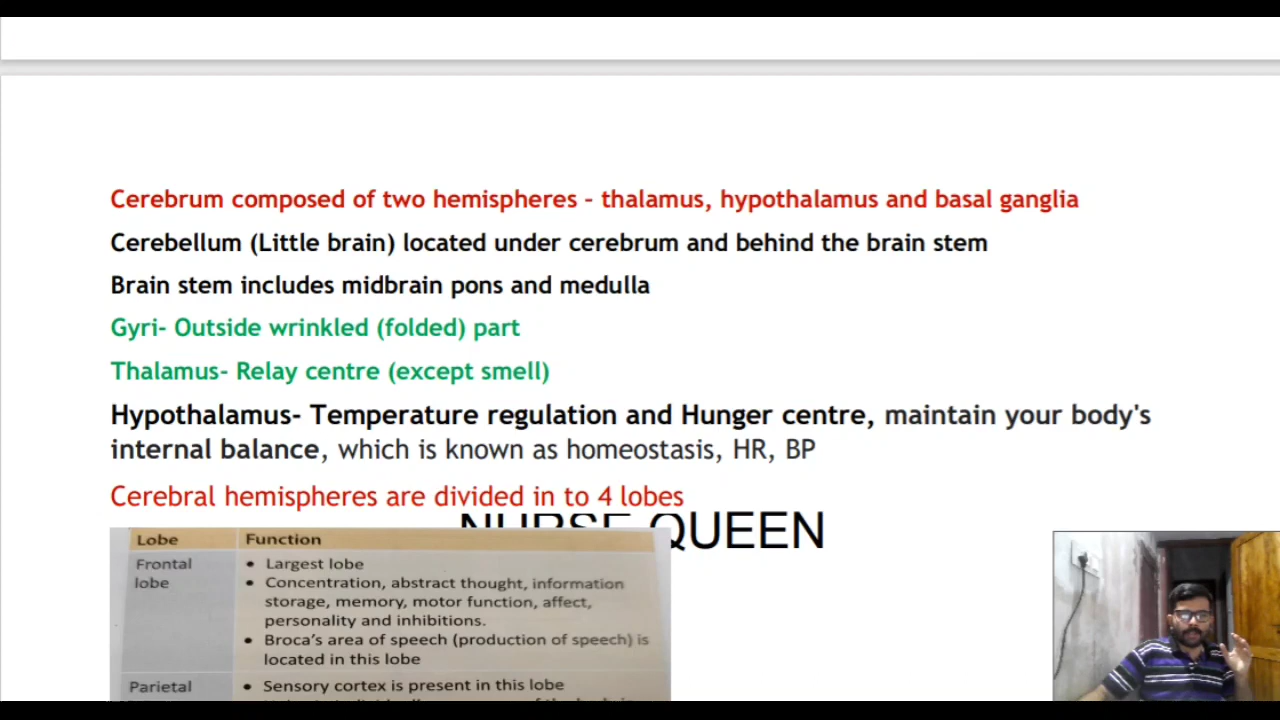 Cerebrum composed of two hemispheres - thalamus, hypothalamus and basal ganglia
Cerebellum (Little brain) located under cerebrum and behind the brain stem
Brain stem includes midbrain pons and medulla
Gyri- Outside wrinkled (folded) part
Thalamus- Relay centre (except smell)
Hypothalamus- Temperature regulation and Hunger centre, maintain your body's
internal balance, which is known as homeostasis, HR, BP
Cerebral hemispheres are divided in to 4 lobes
NURSE QUEEN
Lobe Function
Frontal lobe
• Largest lobe
• Concentration, abstract thought, information
storage, memory, motor function, affect,
personality and inhibitions.
• Broca's area of speech (production of speech) is
located in this lobe
Parietal • Sensory cortex is present in this lobe